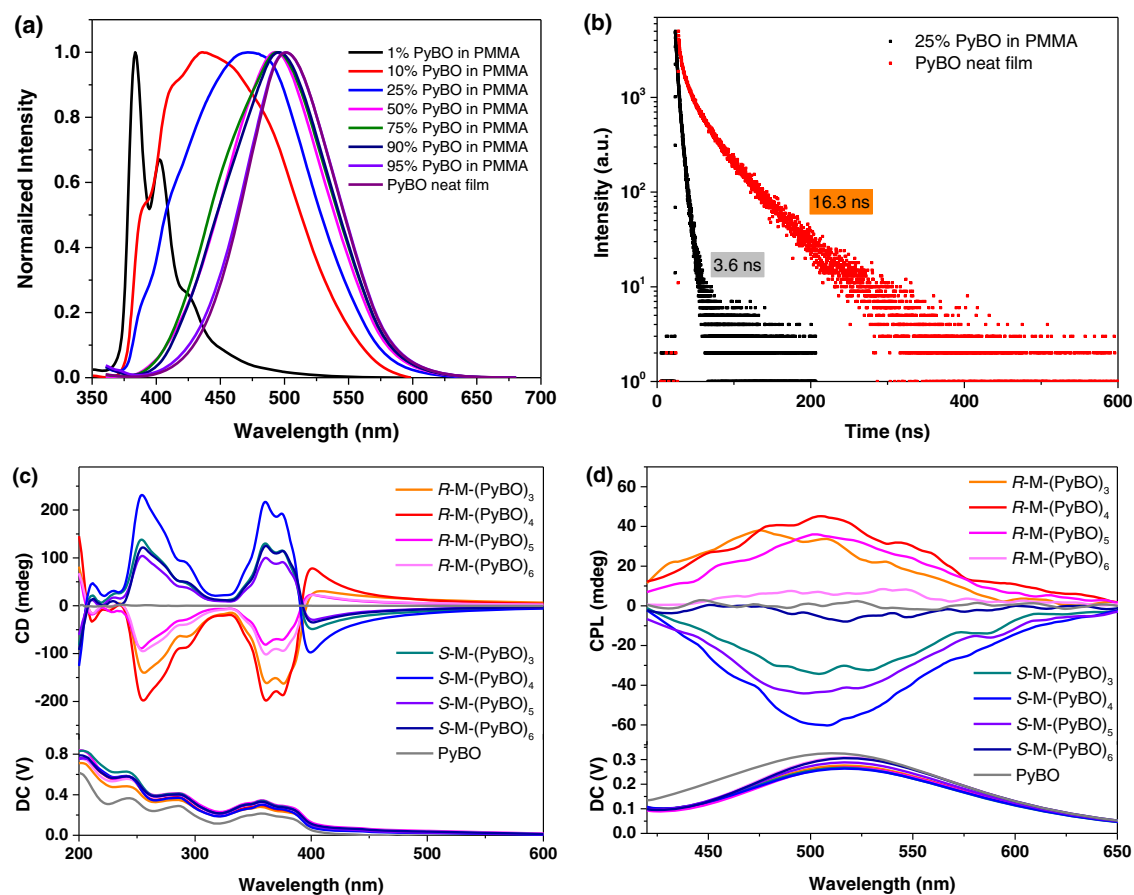 (a)
Normailzed Intensity
1.0
0.8
0.6
0.4
0.2
0.0
1% PyBO in PMMA
10% PyBO in PMMA
25% PyBO in PMMA
50% PyBO in PMMA
75% PyBO in PMMA
90% PyBO in PMMA
95% PyBO in PMMA
PyBO neat film
350 400 450 500 550 600 650 700
Wavelength (nm)
(b)
Intensity (a.u.)
10³
10²
10¹
10⁰
25% PyBO in PMMA
PyBO neat film
16.3 ns
3.6 ns
0 200 400 600
Time (ns)
(c)
CD (mdeg)
200
100
0
-100
-200
R-M-(PyBO)₃
R-M-(PyBO)₄
R-M-(PyBO)₅
R-M-(PyBO)₆
S-M-(PyBO)₃
S-M-(PyBO)₄
S-M-(PyBO)₅
S-M-(PyBO)₆
PyBO
DC (V)
0.8
0.4
0.0
200 300 400 500 600
Wavelength (nm)
(d)
CPL (mdeg)
60
40
20
0
-20
-40
-60
R-M-(PyBO)₃
R-M-(PyBO)₄
R-M-(PyBO)₅
R-M-(PyBO)₆
S-M-(PyBO)₃
S-M-(PyBO)₄
S-M-(PyBO)₅
S-M-(PyBO)₆
PyBO
DC (V)
0.3
0.1
0.0
450 500 550 600 650
Wavelength (nm)